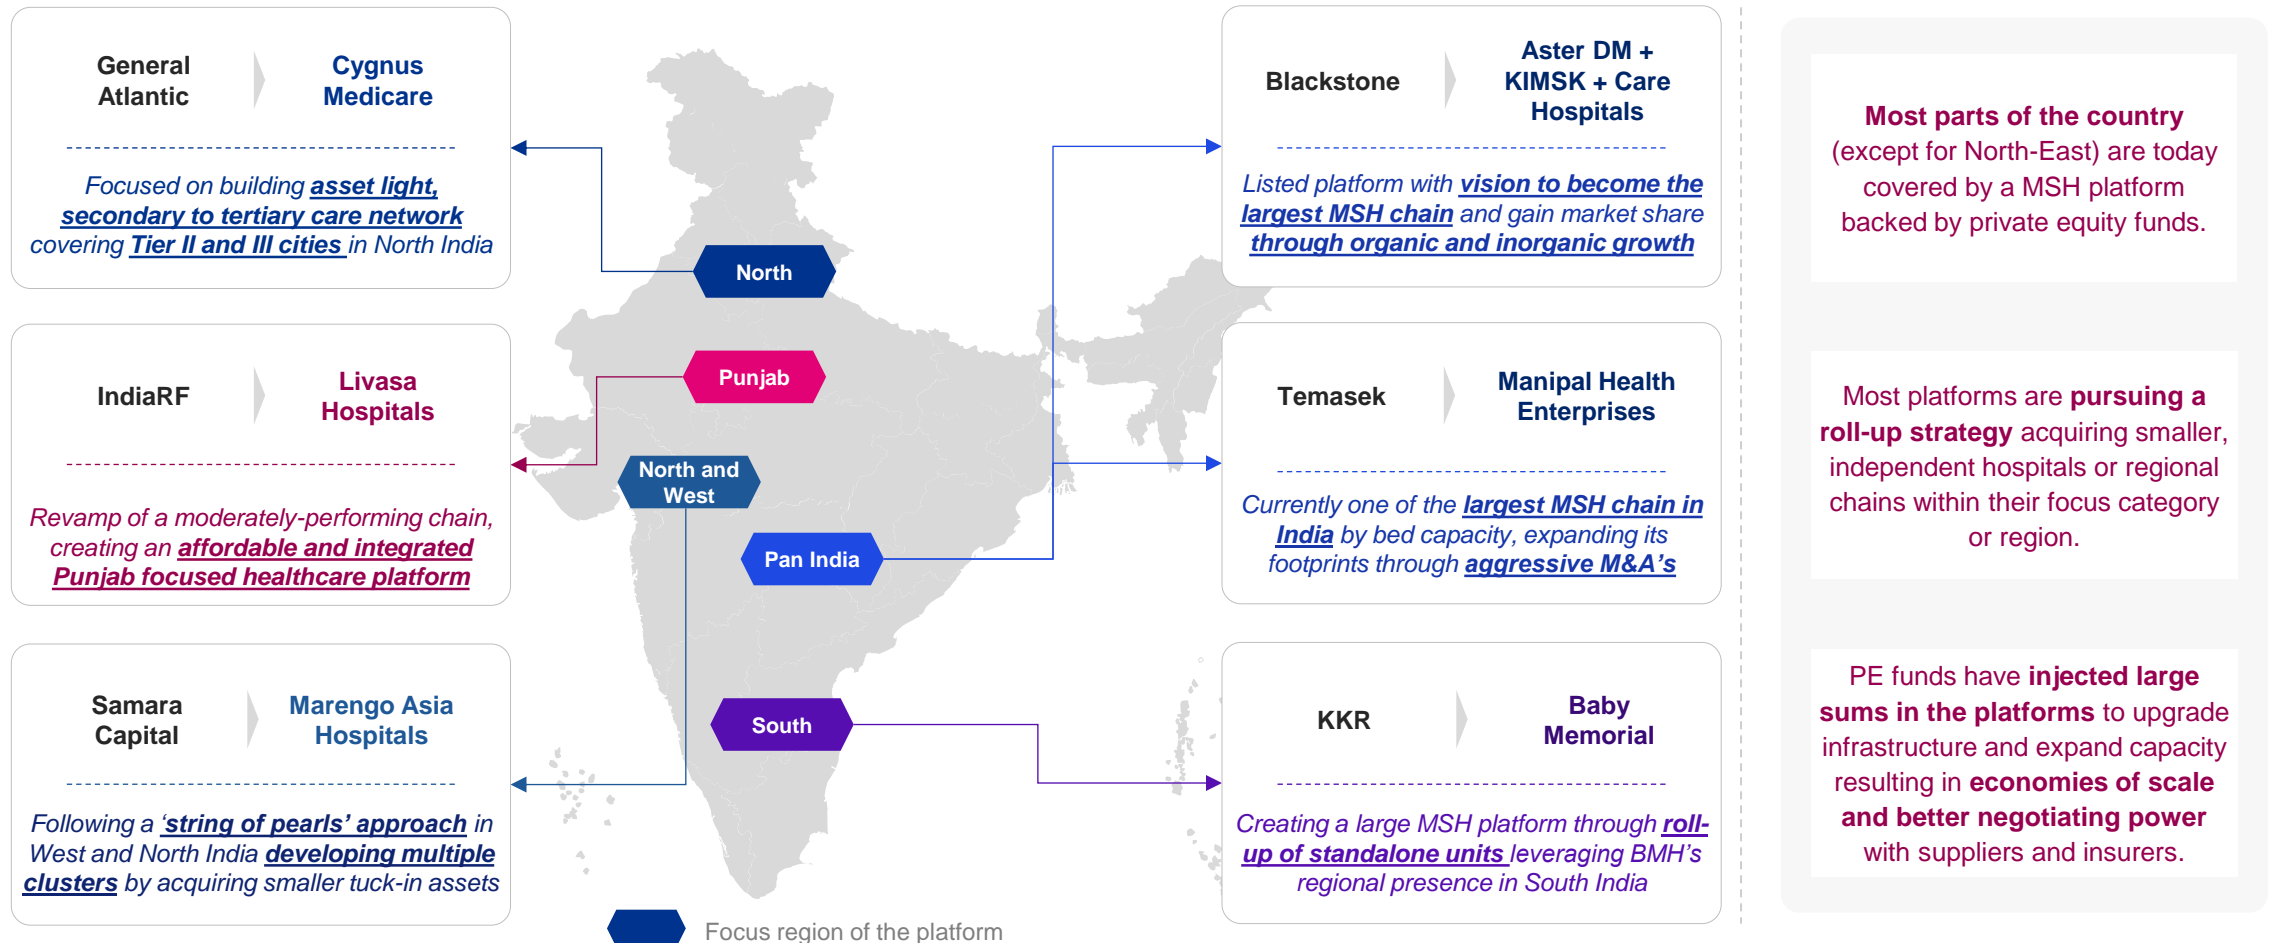 General
Atlantic
Cygnus
Medicare
Focused on building asset light,
secondary to tertiary care network
covering Tier II and III cities in North India
IndiaRF
Livasa
Hospitals
Revamp of a moderately-performing chain,
creating an affordable and integrated
Punjab focused healthcare platform
Samara
Capital
Marengo Asia
Hospitals
Following a ‘string of pearls’ approach in
West and North India developing multiple
clusters by acquiring smaller tuck-in assets
North
Punjab
North and
West
Pan India
South
Focus region of the platform
Blackstone
Aster DM +
KIMSK + Care
Hospitals
Listed platform with vision to become the
largest MSH chain and gain market share
through organic and inorganic growth
Temasek
Manipal Health
Enterprises
Currently one of the largest MSH chain in
India by bed capacity, expanding its
footprints through aggressive M&A’s
KKR
Baby
Memorial
Creating a large MSH platform through roll-
up of standalone units leveraging BMH’s
regional presence in South India
Most parts of the country
(except for North-East) are today
covered by a MSH platform
backed by private equity funds.
Most platforms are pursuing a
roll-up strategy acquiring smaller,
independent hospitals or regional
chains within their focus category
or region.
PE funds have injected large
sums in the platforms to upgrade
infrastructure and expand capacity
resulting in economies of scale
and better negotiating power
with suppliers and insurers.